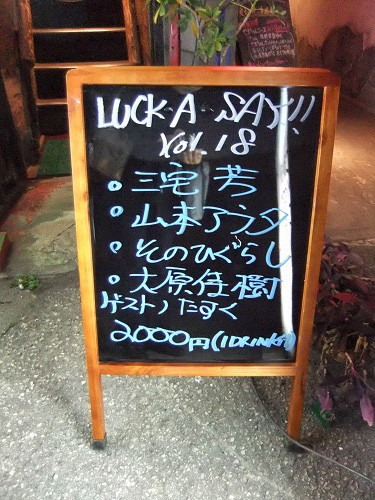 LUCK-A SAY!!
Vol.18
• 三宅 芳
• 山本アウタ
• そのひぐらし
• 大原佳樹
ゲスト/たすく
2000円(1DRINK付)